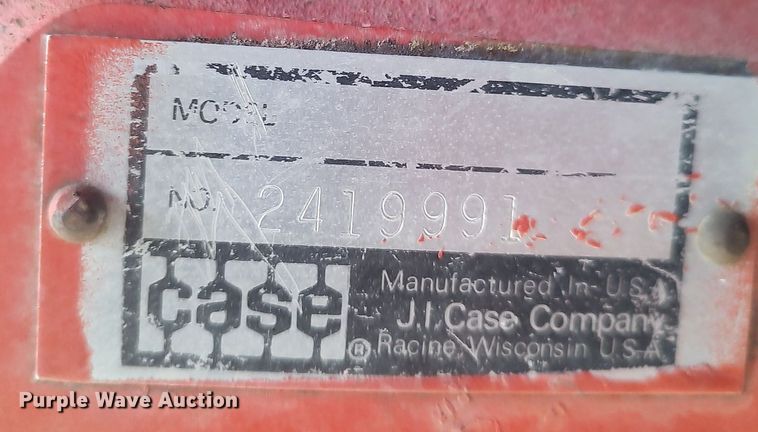 MODEL
NO. 2419991
case
Manufactured In U.S.A.
J.I. Case Company
® Racine, Wisconsin U.S.A.
Purple Wave Auction